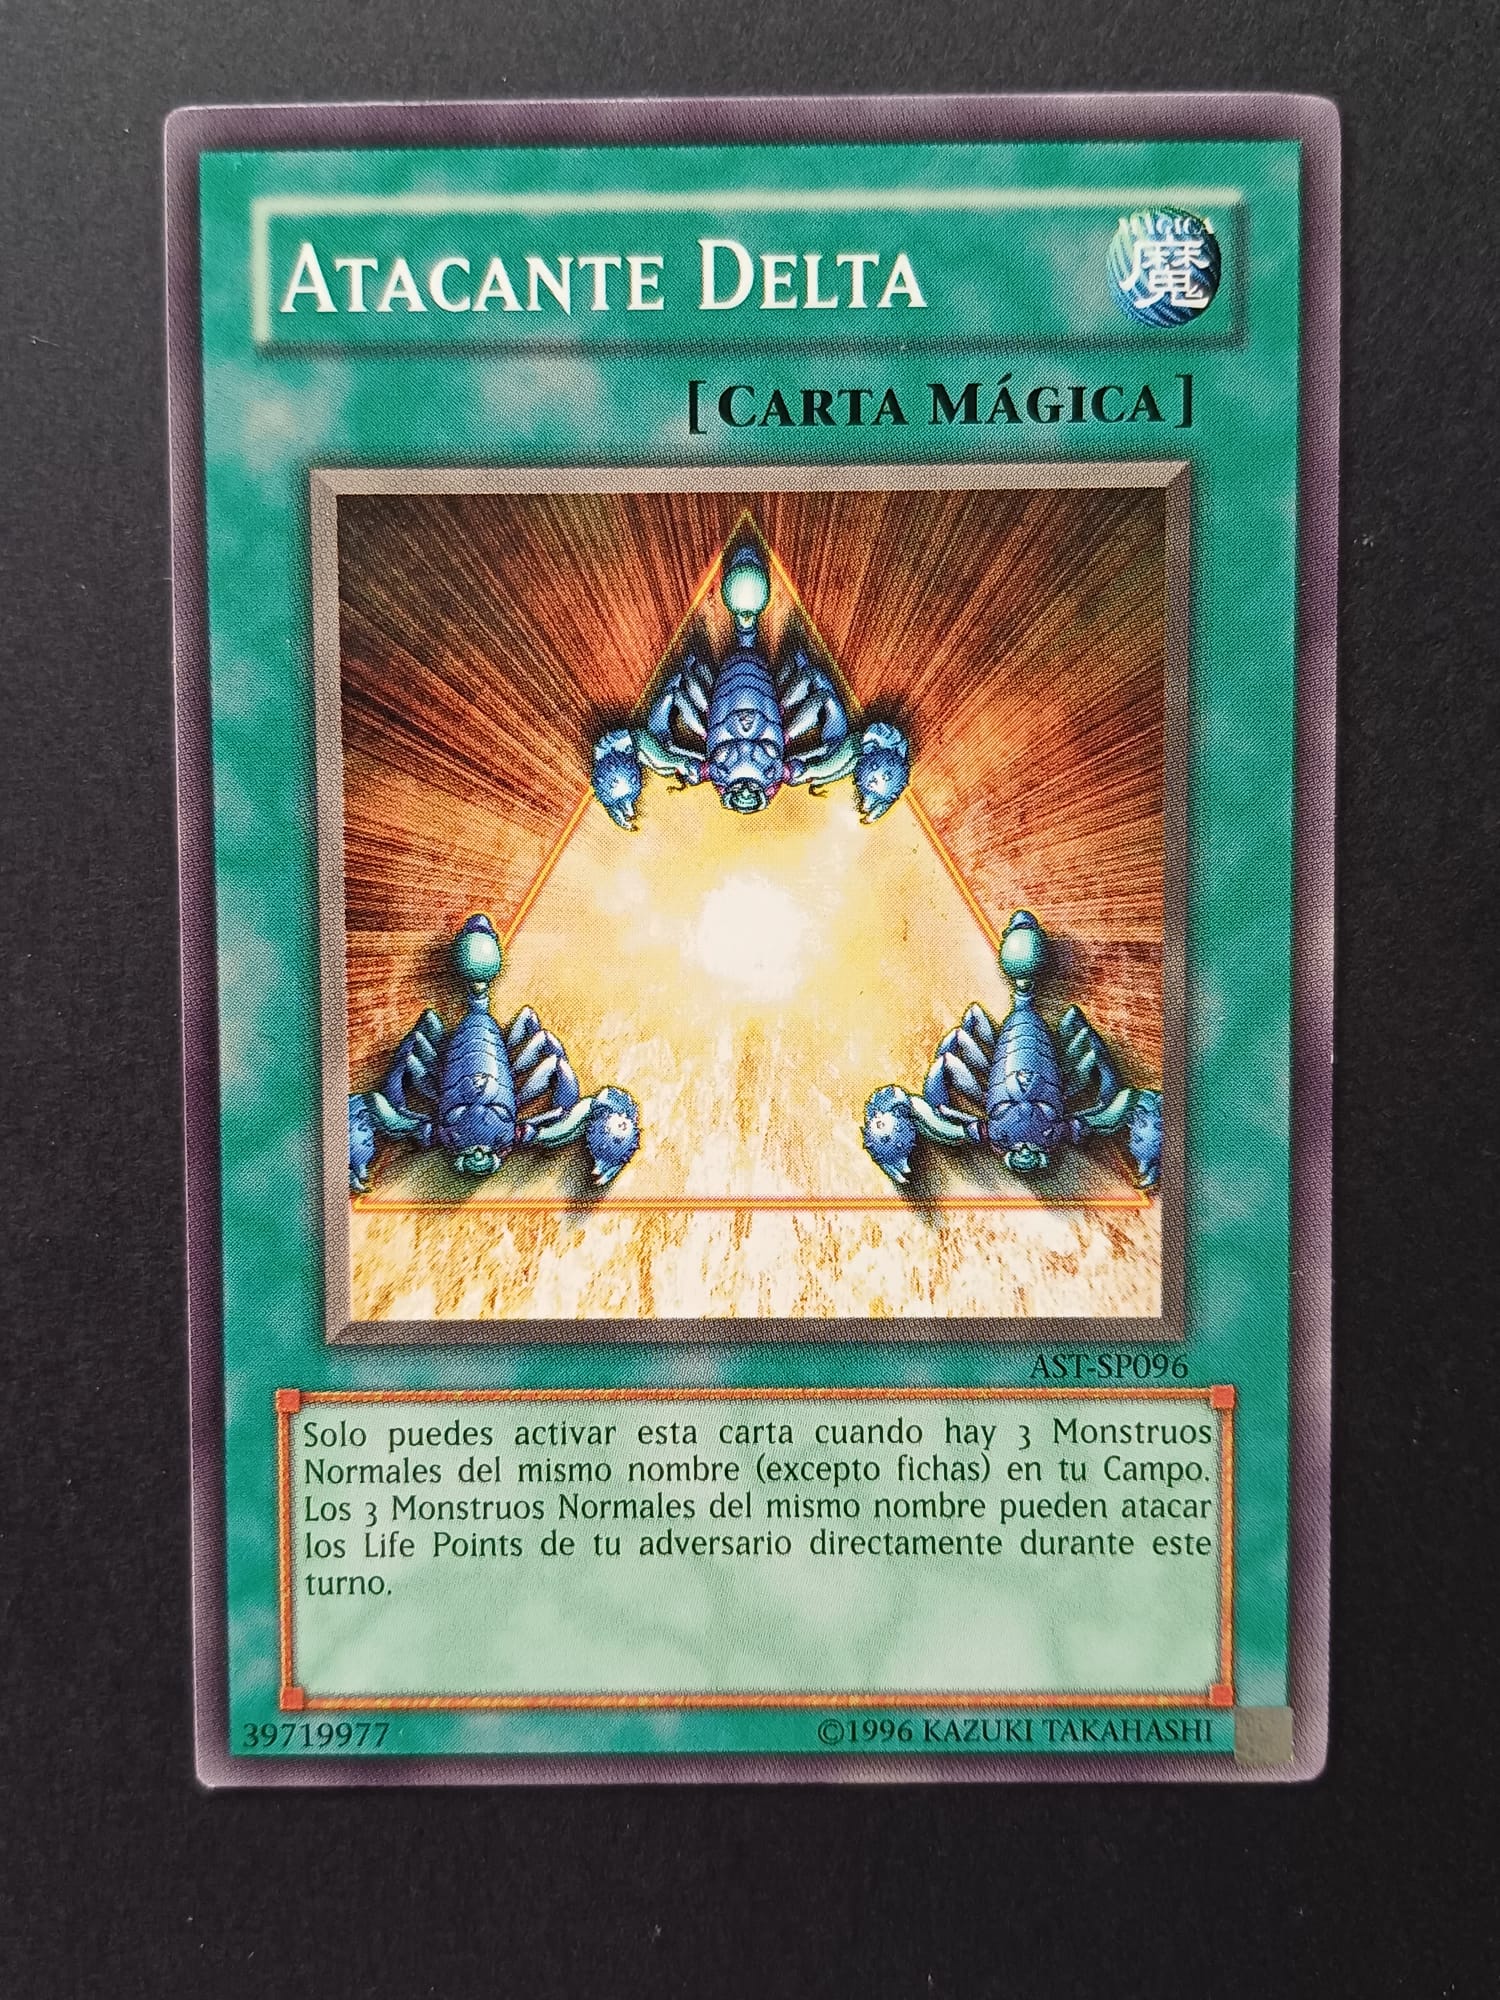 ATACANTE DELTA
MÁGICA
魔
[CARTA MÁGICA]
AST-SP096
Solo puedes activar esta carta cuando hay 3 Monstruos
Normales del mismo nombre (excepto fichas) en tu Campo.
Los 3 Monstruos Normales del mismo nombre pueden atacar
los Life Points de tu adversario directamente durante este
turno.
39719977
©1996 KAZUKI TAKAHASHI